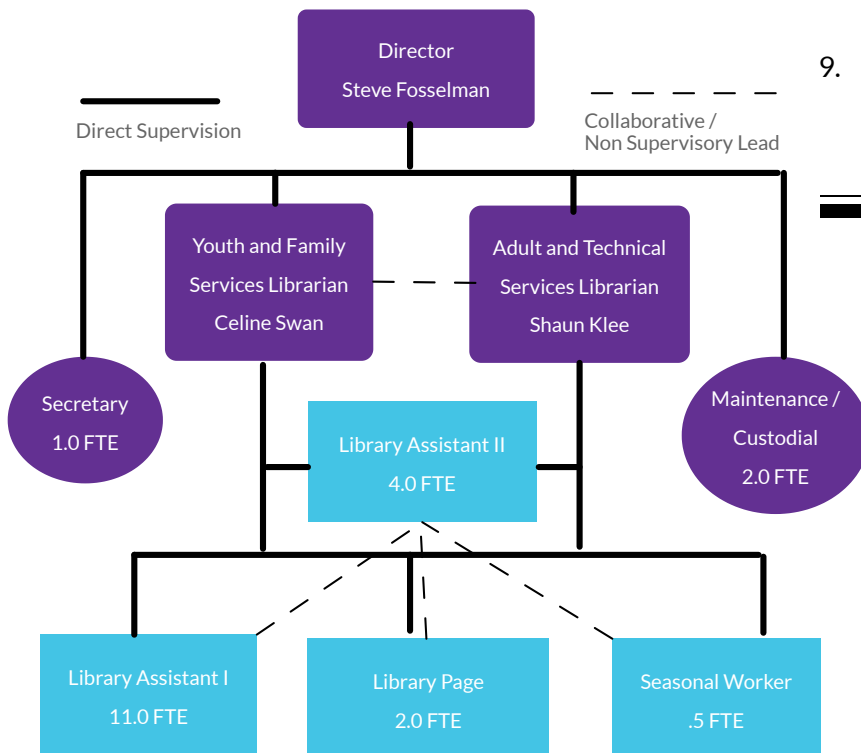 Director
Steve Fosselman
9.
Direct Supervision
Collaborative /
Non Supervisory Lead
Youth and Family
Services Librarian
Celine Swan
Adult and Technical
Services Librarian
Shaun Klee
Secretary
1.0 FTE
Library Assistant II
4.0 FTE
Maintenance /
Custodial
2.0 FTE
Library Assistant I
11.0 FTE
Library Page
2.0 FTE
Seasonal Worker
.5 FTE